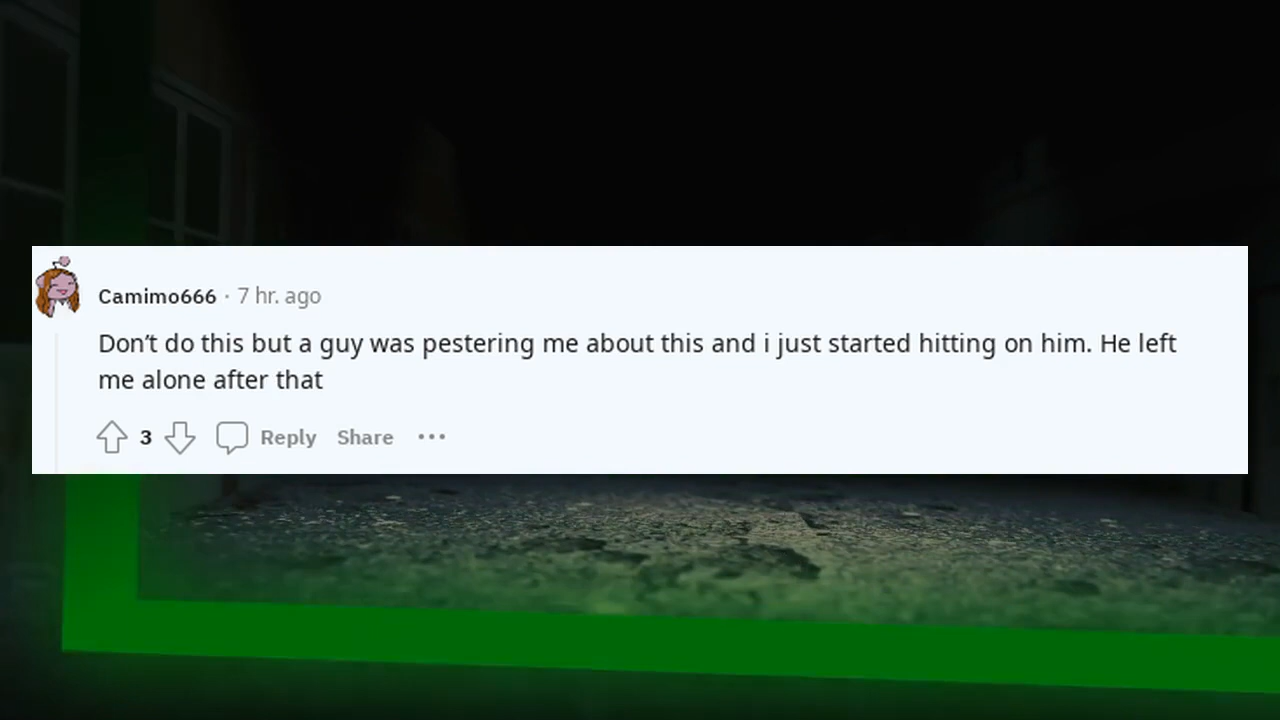 Camimo666 · 7 hr. ago
Don't do this but a guy was pestering me about this and i just started hitting on him. He left
me alone after that
3 Reply Share ···